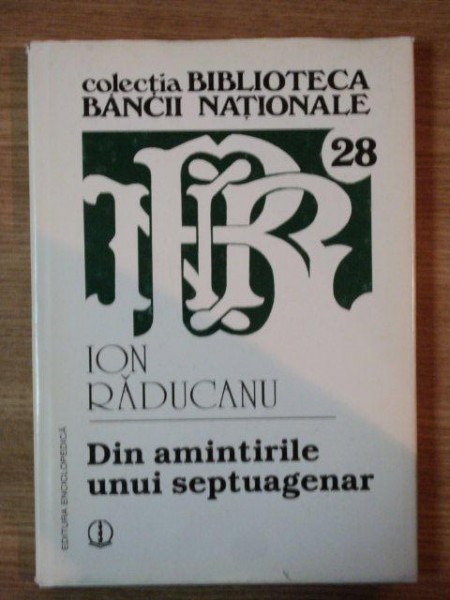 colecția BIBLIOTECA
BĂNCII NAȚIONALE
28
ION
RĂDUCANU
Din amintirile
unui septuagenar
EDITURA ENCICLOPEDICĂ